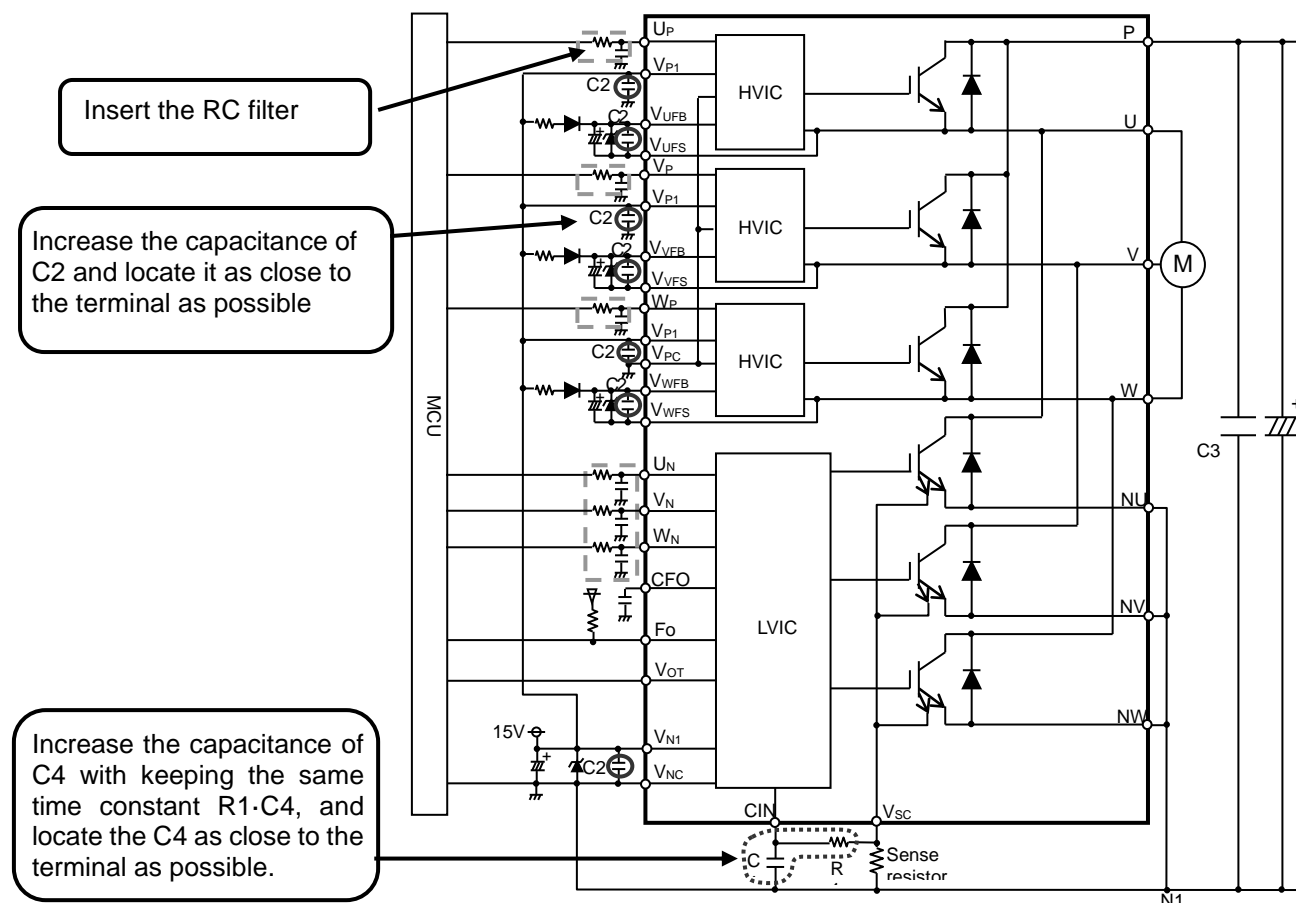 Insert the RC filter
Increase the capacitance of
C2 and locate it as close to
the terminal as possible
Increase the capacitance of
C4 with keeping the same
time constant R1·C4, and
locate the C4 as close to the
terminal as possible.
MCU
UP
VP1
C2
VUFB
C2
VUFS
VP
VP1
C2
VVFB
C2
VVFS
WP
VP1
C2
VPC
VWFB
C2
VWFS
UN
VN
WN
CFO
Fo
VOT
15V
+
VN1
C2
VNC
HVIC
HVIC
HVIC
LVIC
CIN
VSC
C
R
Sense
resistor
P
U
V
M
W
NU
NV
NW
N1
C3
+